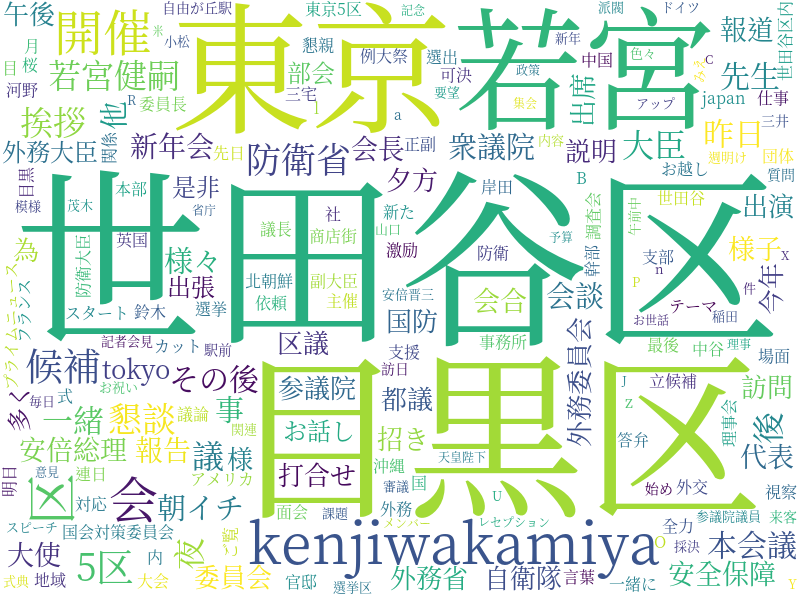 午後
自由が丘駅
東京5区
記念
派閥
ドイツ
米
小松
懇親
例大祭
選出
月
桜
目
河野
開催
東京
若宮
報道
世田谷区内
若宮健嗣
部会
三宅
可決
中国
新年
政策
要望
集会
色々
アップ
みえ
C
先生
japan
仕事
三井
委員長
R
他
l
a
出席
挨拶
外務大臣
関係
新年会
先日
防衛省
会長
正副
衆議院
説明
大臣
昨日
週明け
団体
質問
目黒
模様
本部
是非
夕方
岸田
B
お越し
世田谷
調査会
午前中
出演
世田谷区
為
防衛大臣
茂木
英国
様々
省庁
議長
社
商店街
山口
新た
激励
防衛
予算
幹部
支部
n
P
様子
今年
x
件
プライムニュース
フランス
スタート
鈴木
出張
選挙
北朝鮮
依頼
副大臣
主催
安倍晋三
会合
国防
会談
テーマ
お世話
稲田
記者会見
カット
駅前
区議
支援
事務所
最後
中谷
理事
場面
候補
tokyo
その後
訪日
外務委員会
立候補
訪問
お祝い
毎日
式
多く
一緒
懇談
議論
事
参議院
都議
目黒区
J
Z
答弁
理事会
後
代表
安倍総理
報告
議
様
関連
お話し
招き
打合せ
天皇陛下
沖縄
審議
国
始め
外交
視察
明日
意見
連日
区
会
朝イチ
アメリカ
面会
課題
外務
U
対応
スピーチ
国会対策委員会
メンバー
レセプション
全力
参議院議員
来客
kenjiwakamiya
O
採決
本会議
大使
内
夜
ご覧
5区
式典
地域
大会
委員会
官邸
選挙区
外務省
自衛隊
言葉
一緒に
安全保障
Y